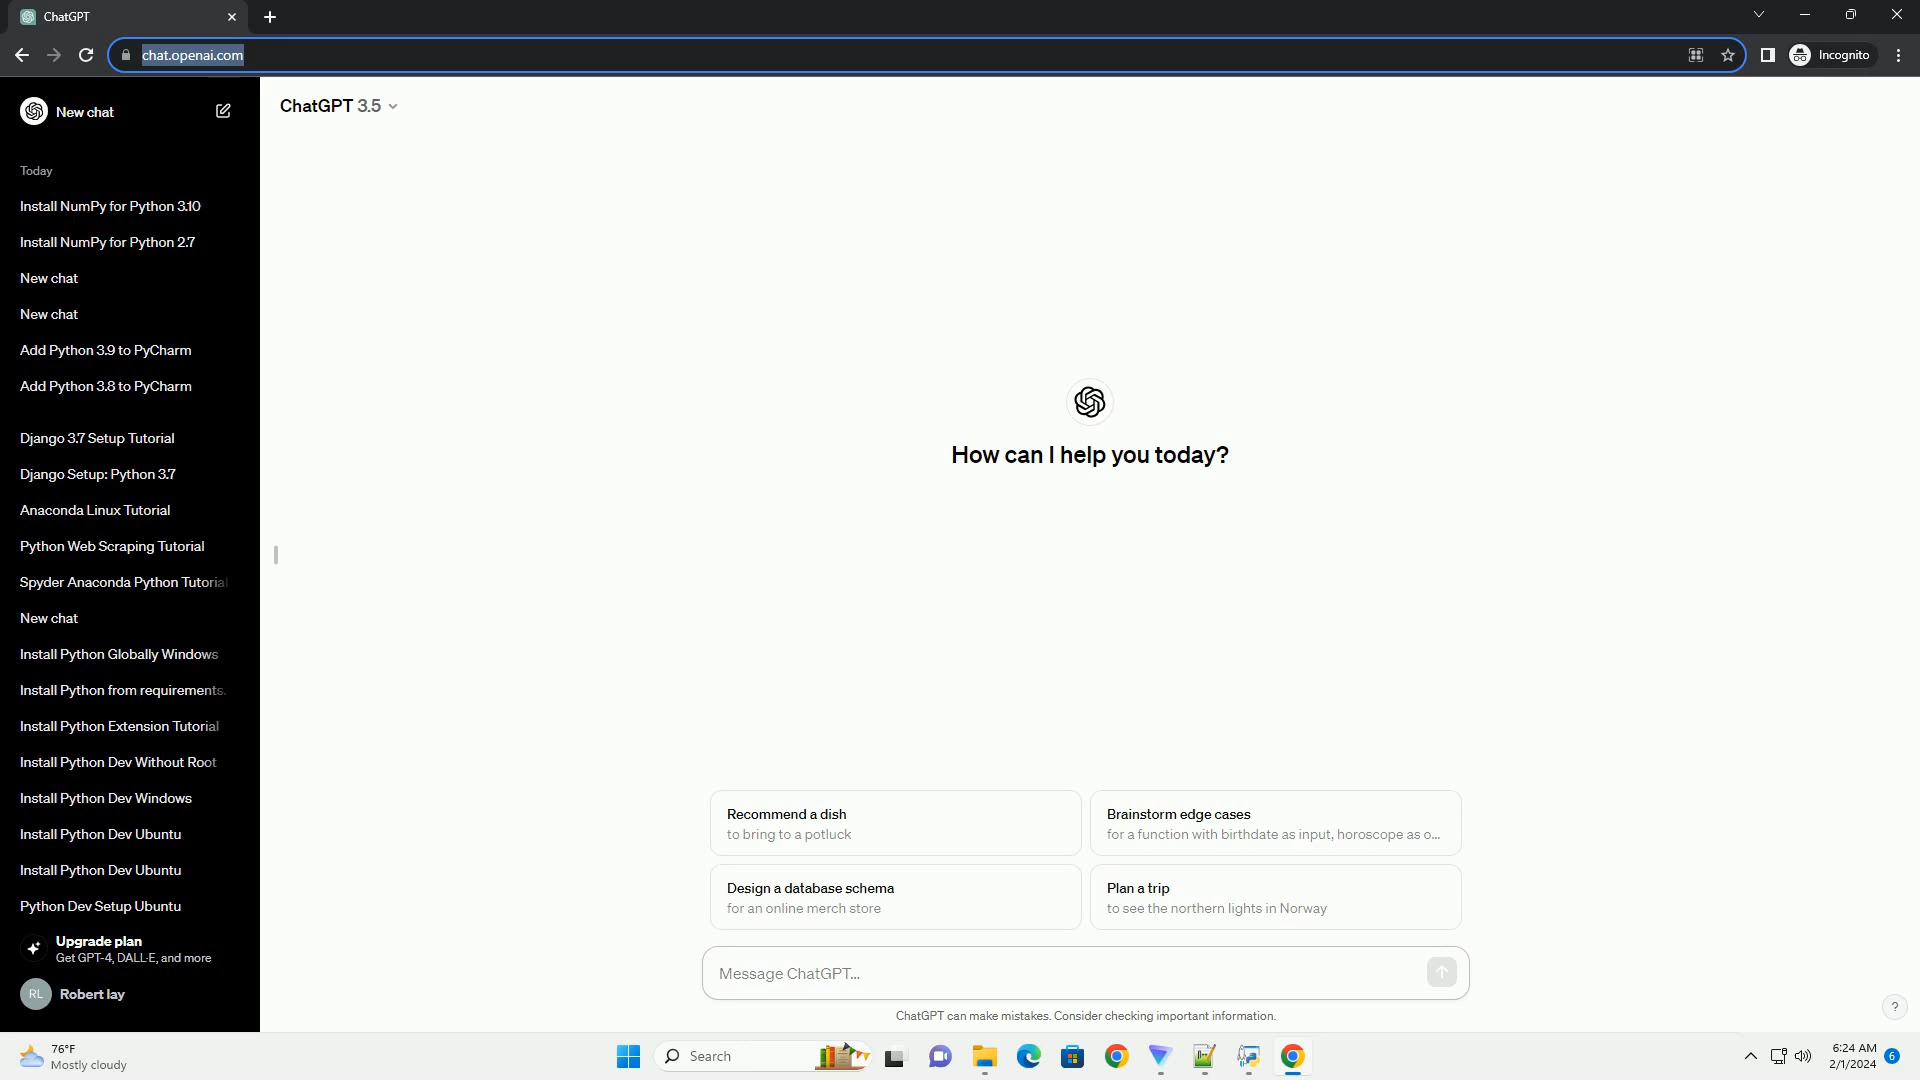 ChatGPT
chat.openai.com
Incognito
New chat
ChatGPT 3.5
Today
Install NumPy for Python 3.10
Install NumPy for Python 2.7
New chat
New chat
Add Python 3.9 to PyCharm
Add Python 3.8 to PyCharm
Django 3.7 Setup Tutorial
Django Setup: Python 3.7
Anaconda Linux Tutorial
Python Web Scraping Tutorial
Spyder Anaconda Python Tutorial
New chat
Install Python Globally Windows
Install Python from requirements.
Install Python Extension Tutorial
Install Python Dev Without Root
Install Python Dev Windows
Install Python Dev Ubuntu
Install Python Dev Ubuntu
Python Dev Setup Ubuntu
Upgrade plan
Get GPT-4, DALL·E, and more
RL Robert lay
How can I help you today?
Recommend a dish
to bring to a potluck
Brainstorm edge cases
for a function with birthdate as input, horoscope as o...
Design a database schema
for an online merch store
Plan a trip
to see the northern lights in Norway
Message ChatGPT...
ChatGPT can make mistakes. Consider checking important information.
?
76°F
Mostly cloudy
Search
6:24 AM
2/1/2024
6